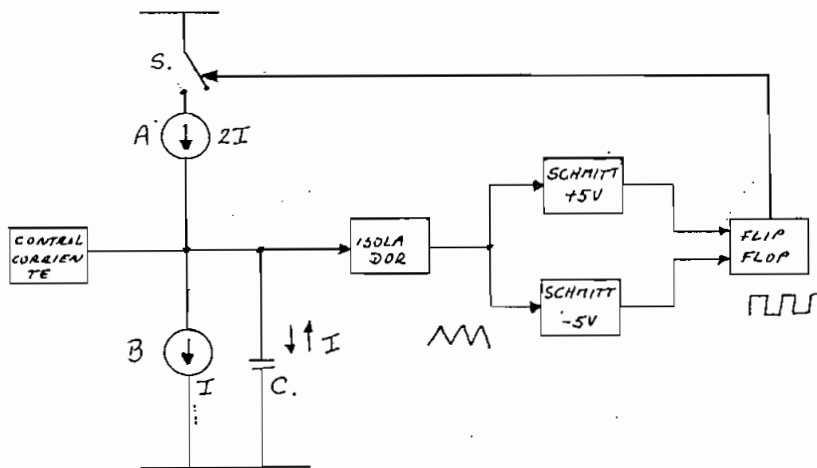 S.
A
2I
CONTROL
CORRIEN
TE
ISOLA
DOR
SCHMITT
+5V
SCHMITT
-5V
FLIP
FLOP
B
I
I
C.